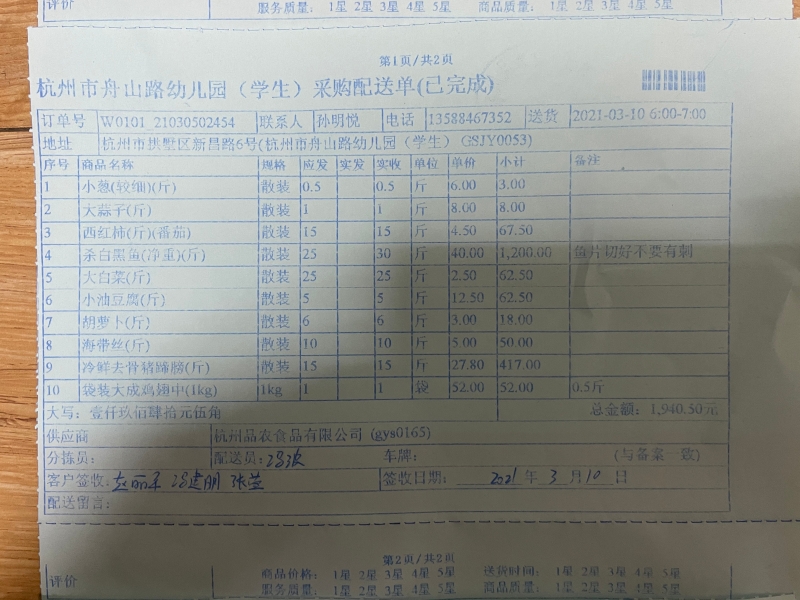 评价 服务质量： 1星 2星 3星 4星 5星 商品质量： 1星 2星 3星 4星 5星
第1页/共2页
杭州市舟山路幼儿园（学生）采购配送单(已完成)
订单号 W0101_21030502454 联系人 孙明悦 电话 13588467352 送货 2021-03-10 6:00-7:00
地址 杭州市拱墅区新昌路6号(杭州市舟山路幼儿园（学生）GSJY0053)
序号 商品名称 规格 应发 实发 实收 单位 单价 小计 备注
1 小葱(较细)(斤) 散装 0.5 0.5 斤 6.00 3.00
2 大蒜子(斤) 散装 1 1 斤 8.00 8.00
3 西红柿(斤)(番茄) 散装 15 15 斤 4.50 67.50
4 杀白黑鱼(净重)(斤) 散装 25 30 斤 40.00 1,200.00 鱼片切好不要有刺
5 大白菜(斤) 散装 25 25 斤 2.50 62.50
6 小油豆腐(斤) 散装 5 5 斤 12.50 62.50
7 胡萝卜(斤) 散装 6 6 斤 3.00 18.00
8 海带丝(斤) 散装 10 10 斤 5.00 50.00
9 冷鲜去骨猪蹄膀(斤) 散装 15 15 斤 27.80 417.00
10 袋装大成鸡翅中(1kg) 1kg 1 1 袋 52.00 52.00 0.5斤
大写：壹仟玖佰肆拾元伍角 总金额：1,940.50元
供应商 杭州品农食品有限公司 (gys0165)
分拣员： 配送员： 车牌： (与备案一致)
客户签收： 签收日期： 2021 年 3 月 10 日
配送留言：
第2页/共2页
评价 商品价格： 1星 2星 3星 4星 5星 送货时间： 1星 2星 3星 4星 5星
服务质量： 1星 2星 3星 4星 5星 商品质量： 1星 2星 3星 4星 5星